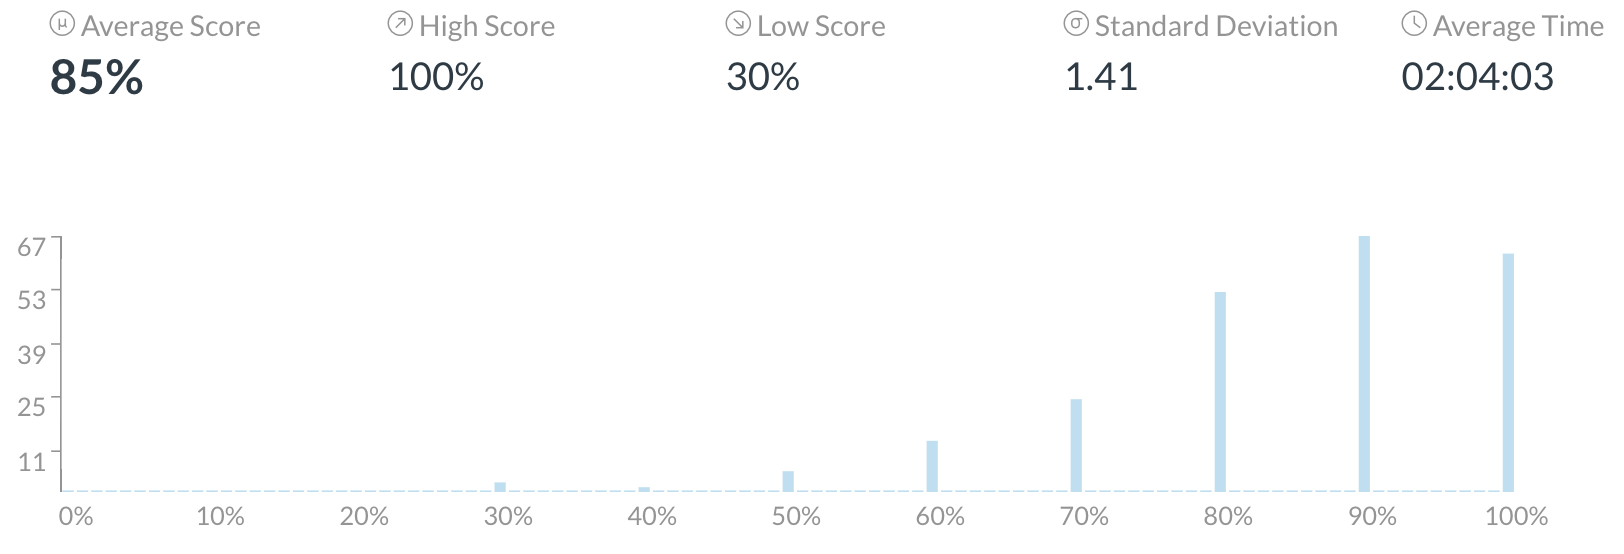 μ Average Score
High Score
Low Score
σ Standard Deviation
Average Time
85%
100%
30%
1.41
02:04:03
67
53
39
25
11
0% 10% 20% 30% 40% 50% 60% 70% 80% 90% 100%